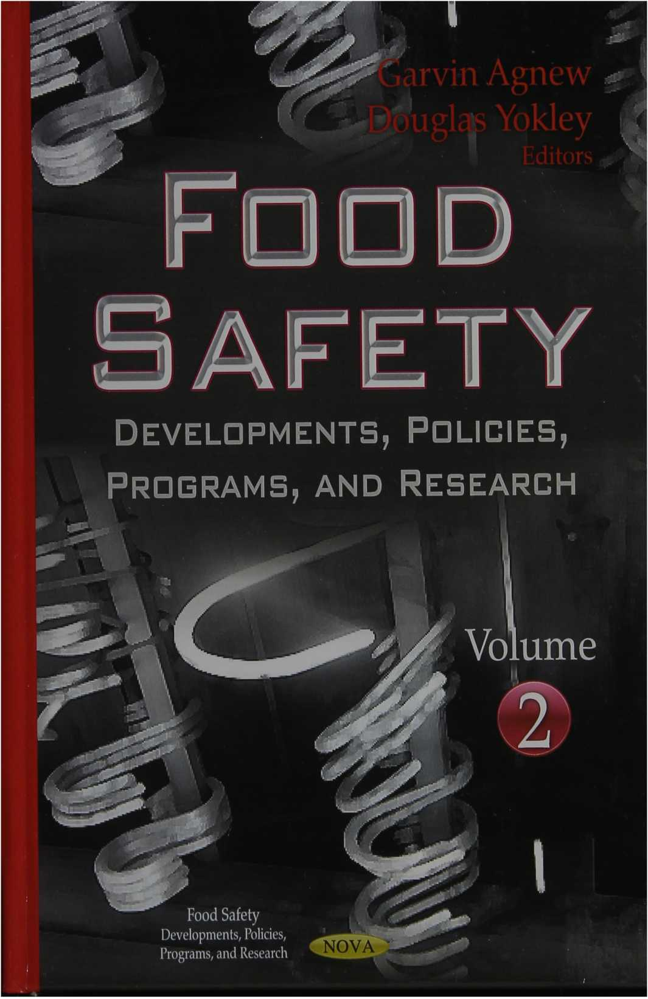 Garvin Agnew
Douglas Yokley
Editors
FOOD
SAFETY
DEVELOPMENTS, POLICIES,
PROGRAMS, AND RESEARCH
Volume
2
Food Safety
Developments, Policies,
Programs, and Research
NOVA